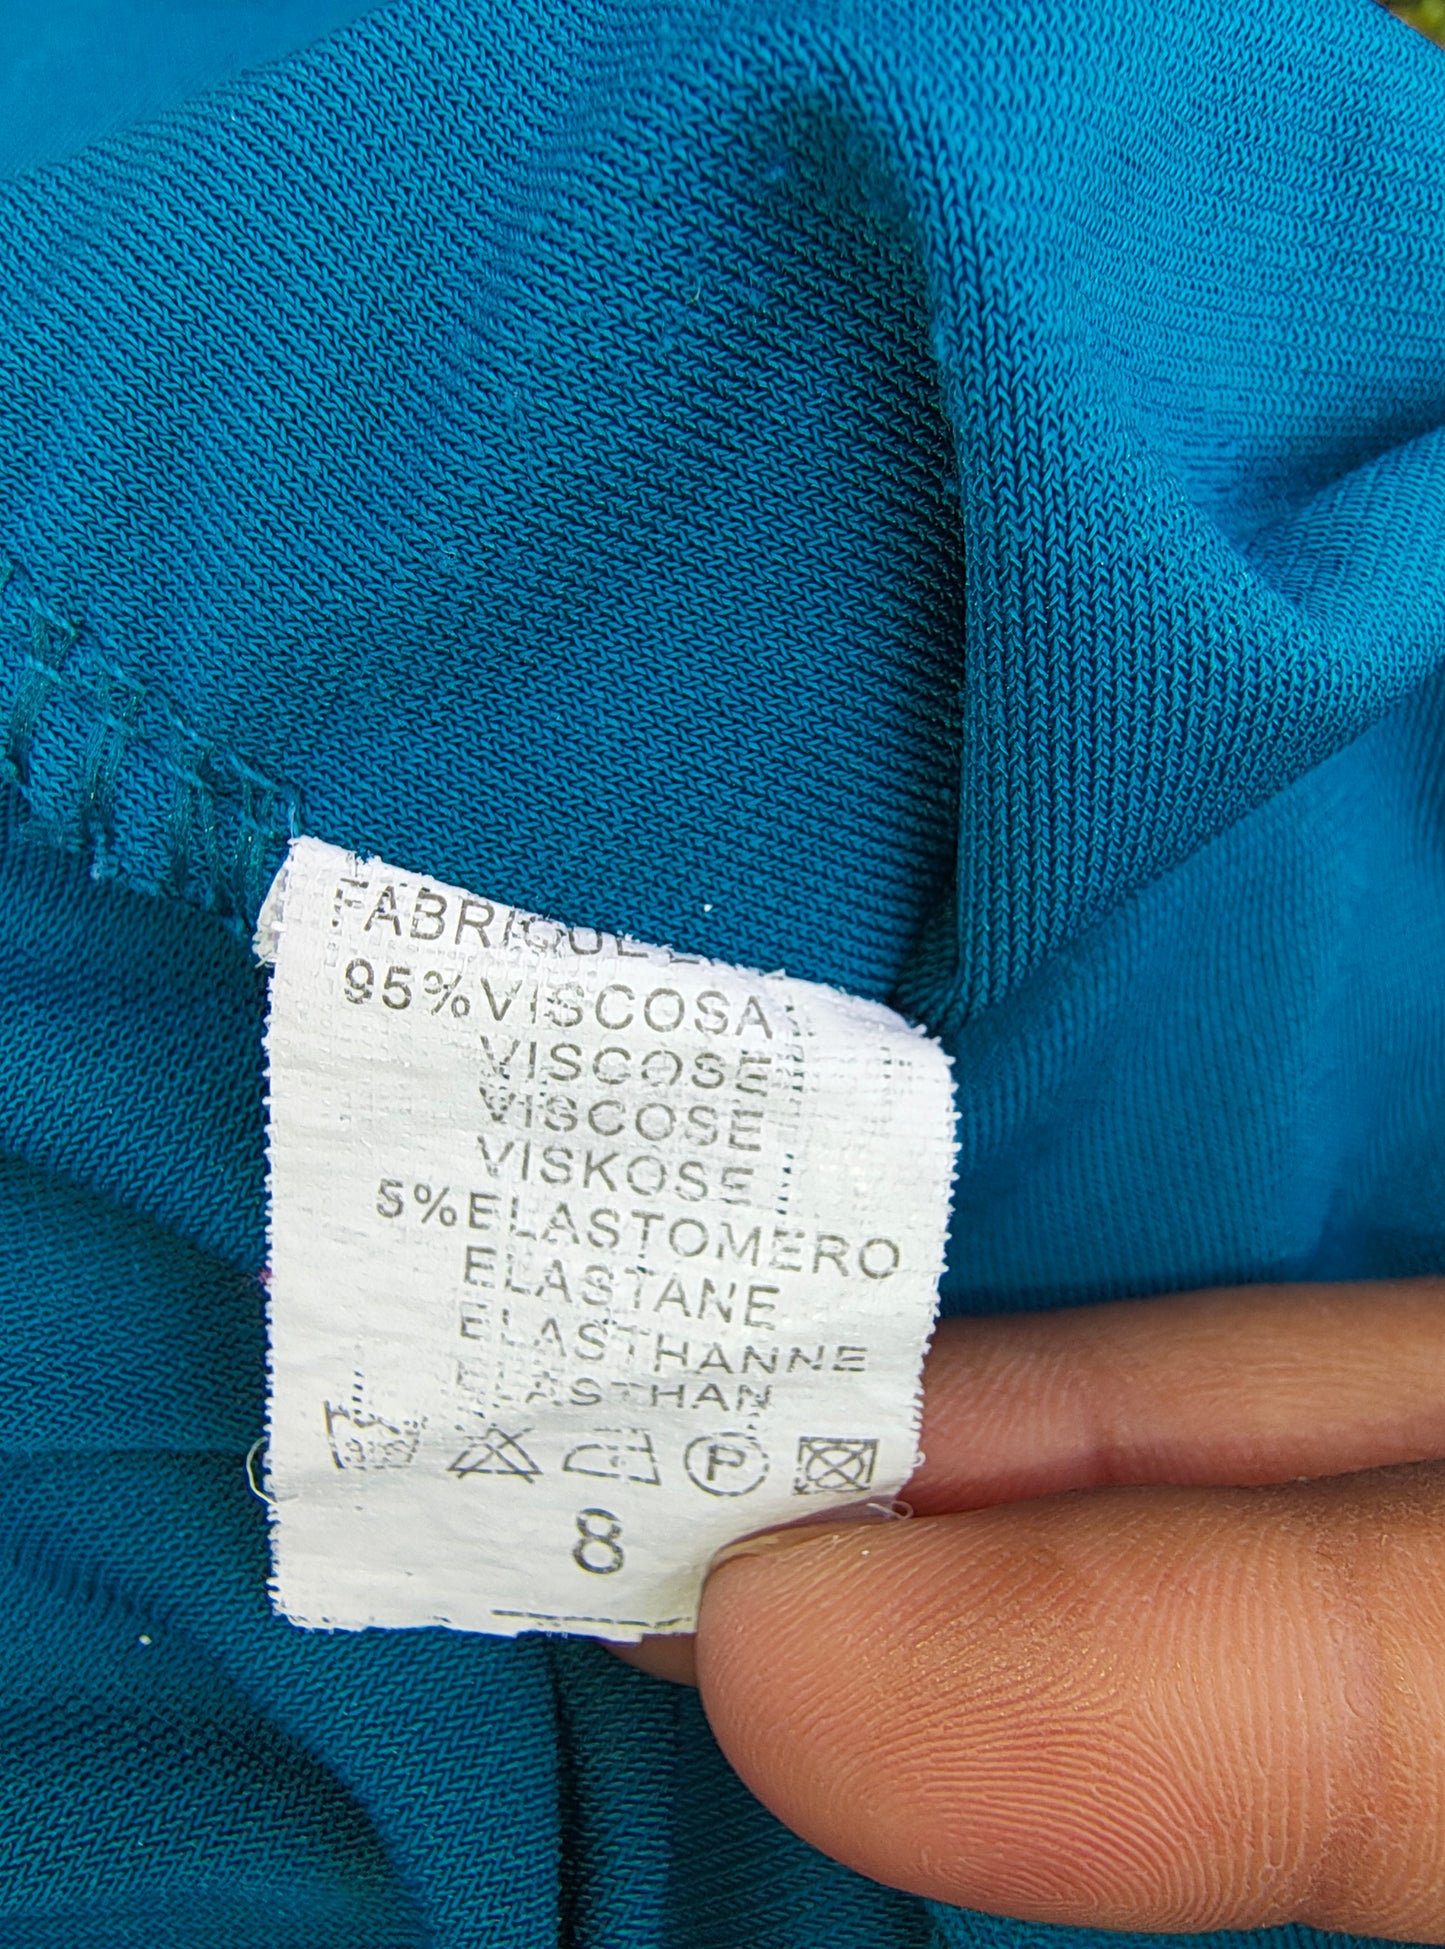 FABRIQUE
95% VISCOSA
VISCOSE
VISCOSE
VISKOSE
5% ELASTOMERO
ELASTANE
ELASTHANNE
ELASTHAN
P
8